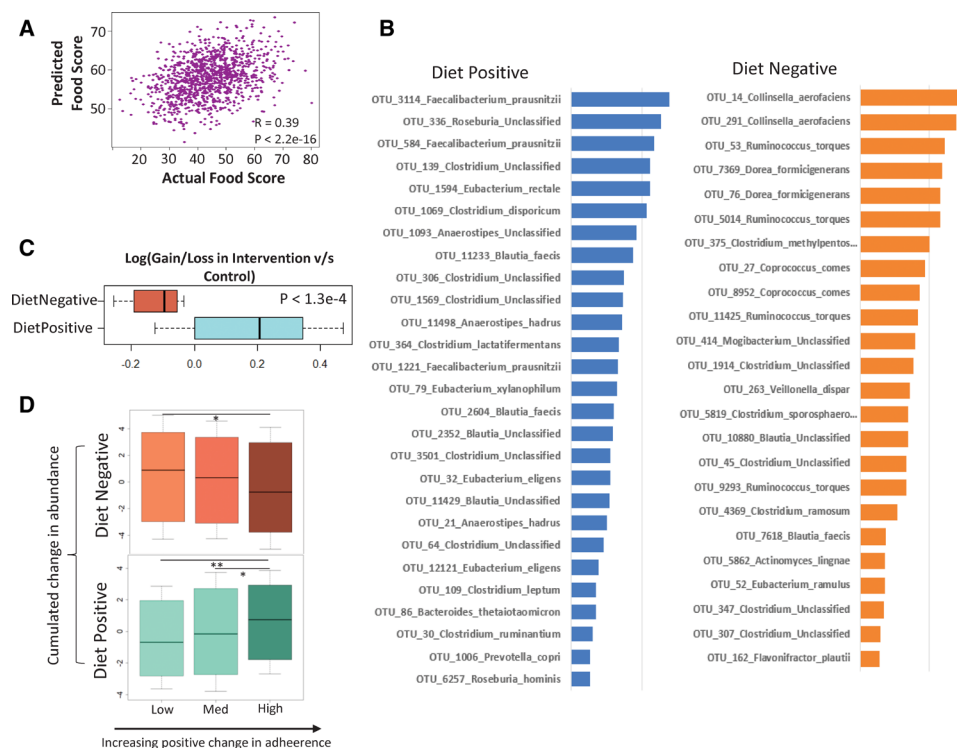 A
Predicted
Food Score
70
60
50
R = 0.39
P < 2.2e-16
20 30 40 50 60 70 80
Actual Food Score
B
Diet Positive
OTU_3114_Faecalibacterium_prausnitzii
OTU_336_Roseburia_Unclassified
OTU_584_Faecalibacterium_prausnitzii
OTU_139_Clostridium_Unclassified
OTU_1594_Eubacterium_rectale
OTU_1069_Clostridium_disporicum
OTU_1093_Anaerostipes_Unclassified
OTU_11233_Blautia_faecis
OTU_306_Clostridium_Unclassified
OTU_1569_Clostridium_Unclassified
OTU_11498_Anaerostipes_hadrus
OTU_364_Clostridium_lactatifermentans
OTU_1221_Faecalibacterium_prausnitzii
OTU_79_Eubacterium_xylanophilum
OTU_2604_Blautia_faecis
OTU_2352_Blautia_Unclassified
OTU_3501_Clostridium_Unclassified
OTU_32_Eubacterium_eligens
OTU_11429_Blautia_Unclassified
OTU_21_Anaerostipes_hadrus
OTU_64_Clostridium_Unclassified
OTU_12121_Eubacterium_eligens
OTU_109_Clostridium_leptum
OTU_86_Bacteroides_thetaiotaomicron
OTU_30_Clostridium_ruminantium
OTU_1006_Prevotella_copri
OTU_6257_Roseburia_hominis
Diet Negative
OTU_14_Collinsella_aerofaciens
OTU_291_Collinsella_aerofaciens
OTU_53_Ruminococcus_torques
OTU_7369_Dorea_formicigenerans
OTU_76_Dorea_formicigenerans
OTU_5014_Ruminococcus_torques
OTU_375_Clostridium_methylpentos...
OTU_27_Coprococcus_comes
OTU_8952_Coprococcus_comes
OTU_11425_Ruminococcus_torques
OTU_414_Mogibacterium_Unclassified
OTU_1914_Clostridium_Unclassified
OTU_263_Veillonella_dispar
OTU_5819_Clostridium_sporosphaero...
OTU_10880_Blautia_Unclassified
OTU_45_Clostridium_Unclassified
OTU_9293_Ruminococcus_torques
OTU_4369_Clostridium_ramosum
OTU_7618_Blautia_faecis
OTU_5862_Actinomyces_lingnae
OTU_52_Eubacterium_ramulus
OTU_347_Clostridium_Unclassified
OTU_307_Clostridium_Unclassified
OTU_162_Flavonifractor_plautii
C
Log(Gain/Loss in Intervention v/s
Control)
DietNegative
DietPositive
P < 1.3e-4
-0.2 0.0 0.2 0.4
D
Cumulated change in abundance
Diet Negative
4
2
0
-2
-4
*
Diet Positive
4
2
0
-2
-4
**
*
Low Med High
Increasing positive change in adheerence